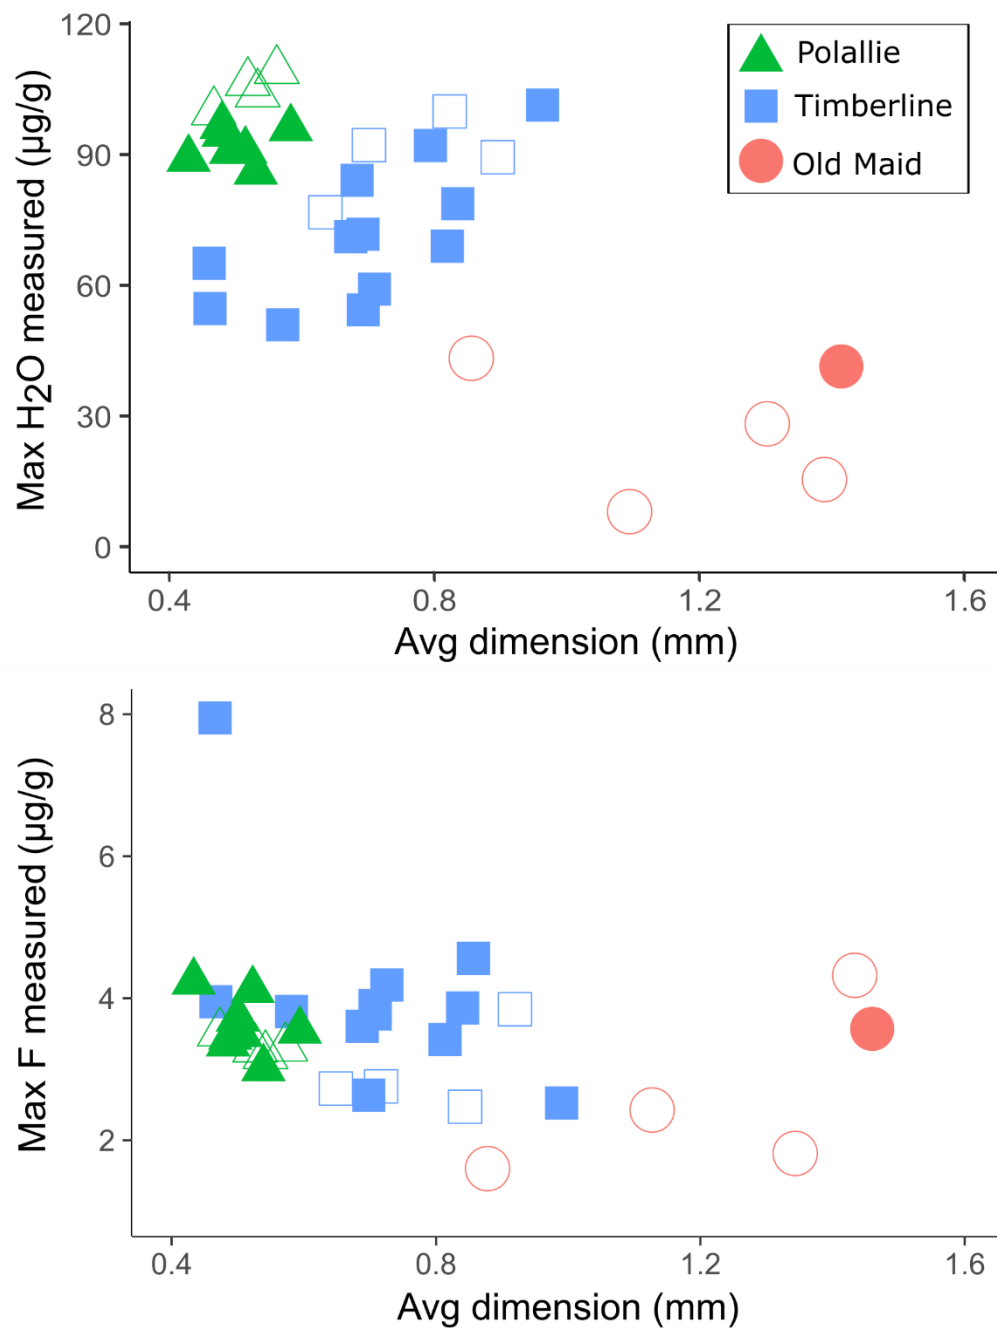 120
90
60
30
0
Max H2O measured (µg/g)
Polallie
Timberline
Old Maid
0.4 0.8 1.2 1.6
Avg dimension (mm)
8
6
4
2
Max F measured (µg/g)
0.4 0.8 1.2 1.6
Avg dimension (mm)